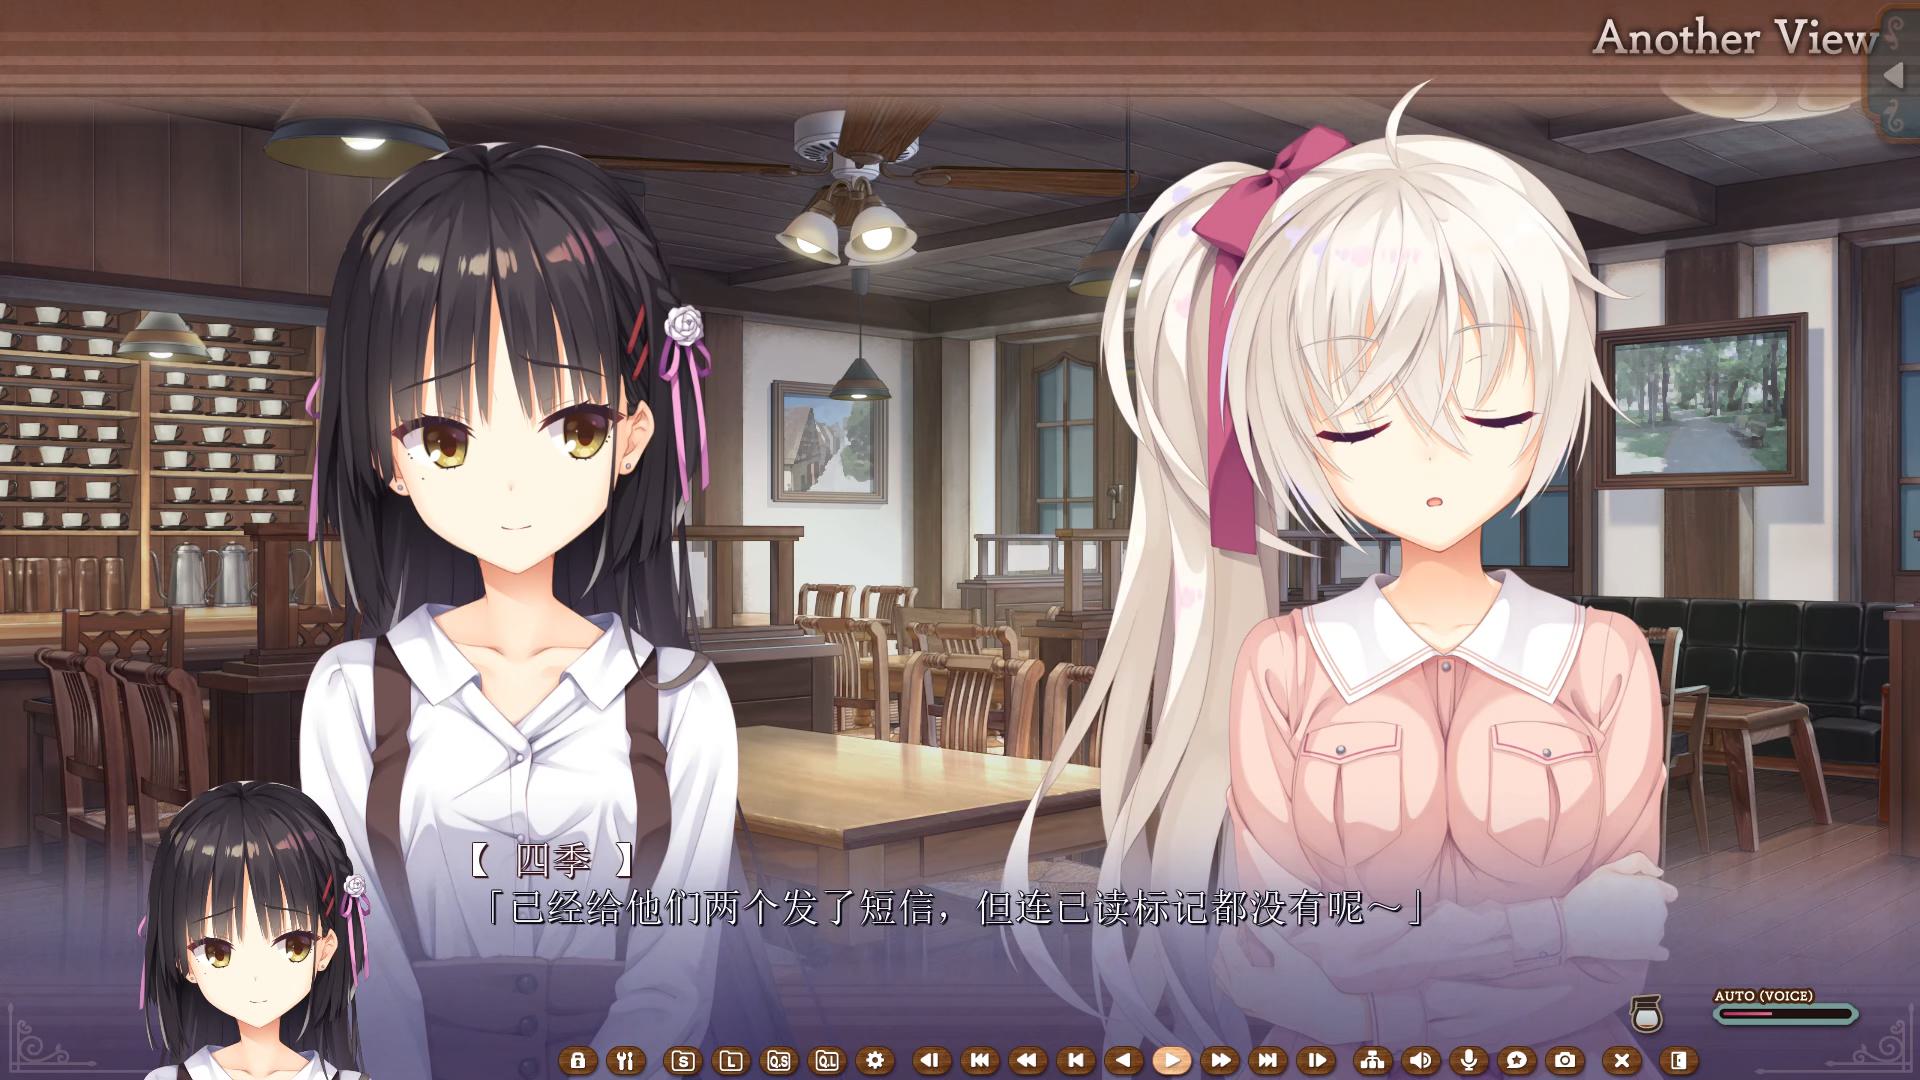 Another View
【 四季 】
「已经给他们两个发了短信，但连已读标记都没有呢～」
AUTO (VOICE)
S L Q.S Q.L